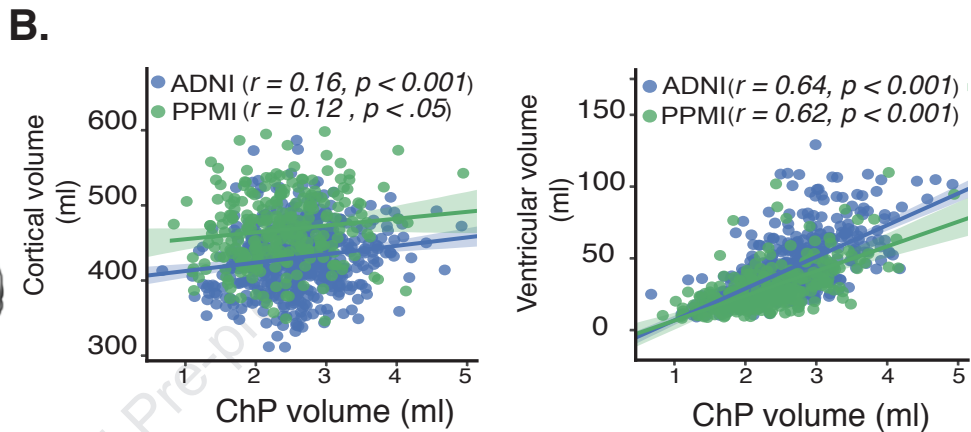 B.
ADNI (r = 0.16, p < 0.001)
PPMI (r = 0.12 , p < .05)
Cortical volume
(ml)
600
500
400
300
1 2 3 4 5
ChP volume (ml)
ADNI(r = 0.64, p < 0.001)
PPMI(r = 0.62, p < 0.001)
Ventricular volume
(ml)
150
100
50
0
1 2 3 4 5
ChP volume (ml)
Pre-pr